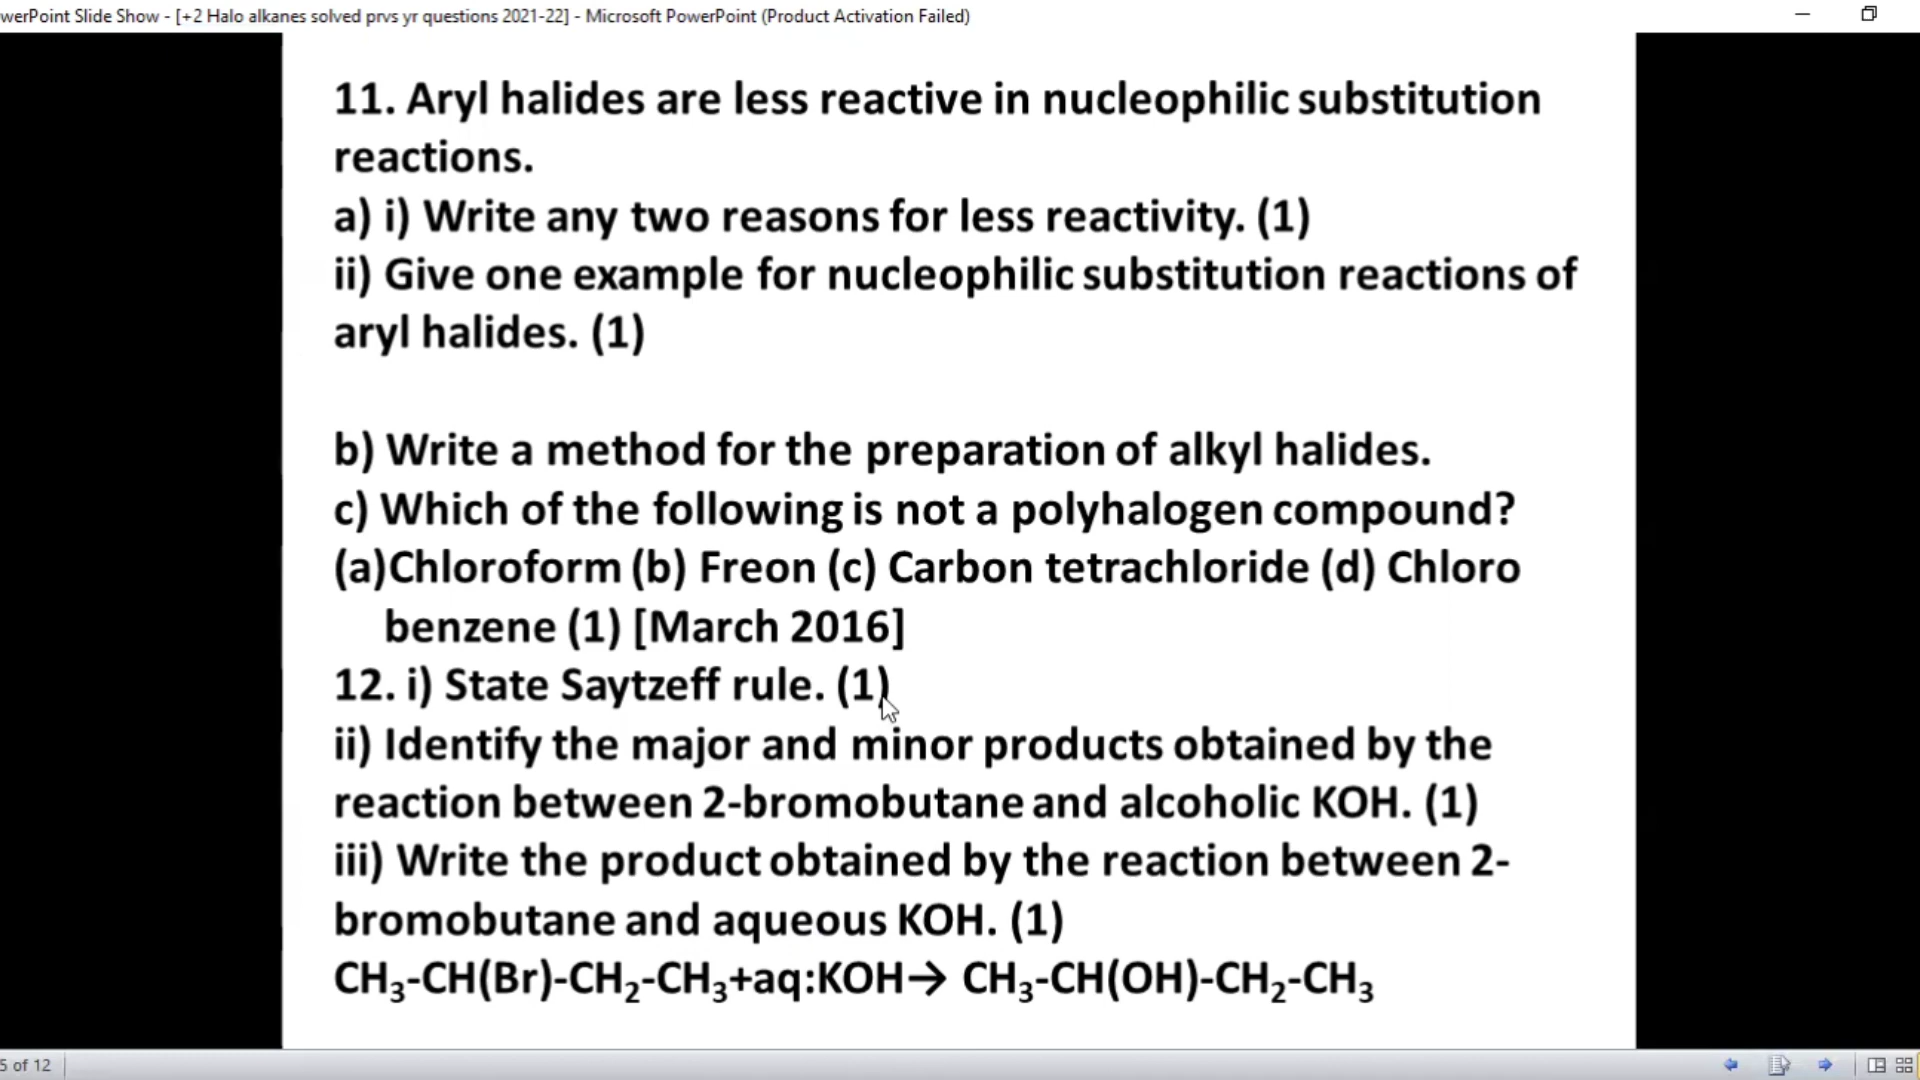 werPoint Slide Show - [+2 Halo alkanes solved prvs yr questions 2021-22] - Microsoft PowerPoint (Product Activation Failed)
11. Aryl halides are less reactive in nucleophilic substitution
reactions.
a) i) Write any two reasons for less reactivity. (1)
ii) Give one example for nucleophilic substitution reactions of
aryl halides. (1)
b) Write a method for the preparation of alkyl halides.
c) Which of the following is not a polyhalogen compound?
(a)Chloroform (b) Freon (c) Carbon tetrachloride (d) Chloro
benzene (1) [March 2016]
12. i) State Saytzeff rule. (1)
ii) Identify the major and minor products obtained by the
reaction between 2-bromobutane and alcoholic KOH. (1)
iii) Write the product obtained by the reaction between 2-
bromobutane and aqueous KOH. (1)
CH₃-CH(Br)-CH₂-CH₃+aq:KOH→ CH₃-CH(OH)-CH₂-CH₃
5 of 12